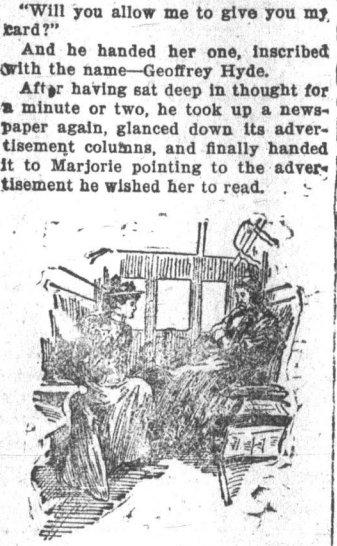 "Will you allow me to give you my
card?"
And he handed her one, inscribed
with the name—Geoffrey Hyde.
After having sat deep in thought for
a minute or two, he took up a news-
paper again, glanced down its adver-
tisement columns, and finally handed
it to Marjorie pointing to the adver-
tisement he wished her to read.